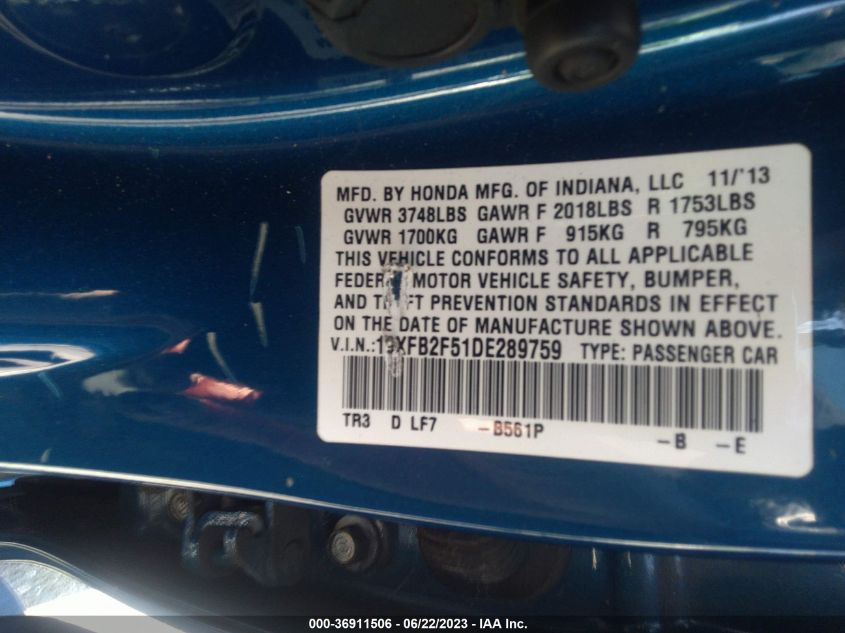 MFD. BY HONDA MFG. OF INDIANA, LLC 11/'13
GVWR 3748LBS GAWR F 2018LBS R 1753LBS
GVWR 1700KG GAWR F 915KG R 795KG
THIS VEHICLE CONFORMS TO ALL APPLICABLE
MOTOR VEHICLE SAFETY, BUMPER,
AND PREVENTION STANDARDS IN EFFECT
ON THE DATE OF MANUFACTURE SHOWN ABOVE.
V.I.N.: TYPE: PASSENGER CAR
TR3 D LF7 -B561P -B -E
000-36911506 - 06/22/2023 - IAA Inc.